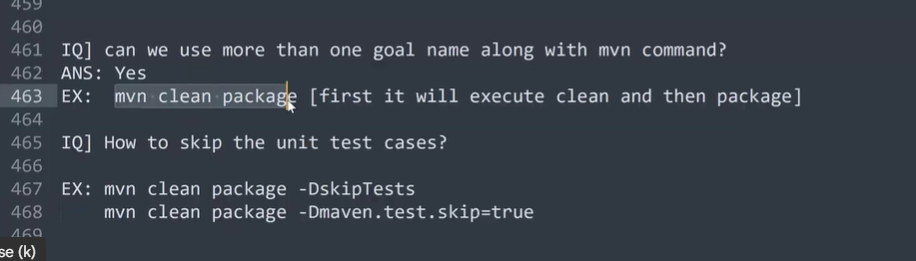 459
460
461 IQ] can we use more than one goal name along with mvn command?
462 ANS: Yes
463 EX: mvn clean package [first it will execute clean and then package]
464
465 IQ] How to skip the unit test cases?
466
467 EX: mvn clean package -DskipTests
468 mvn clean package -Dmaven.test.skip=true
469
se (k)